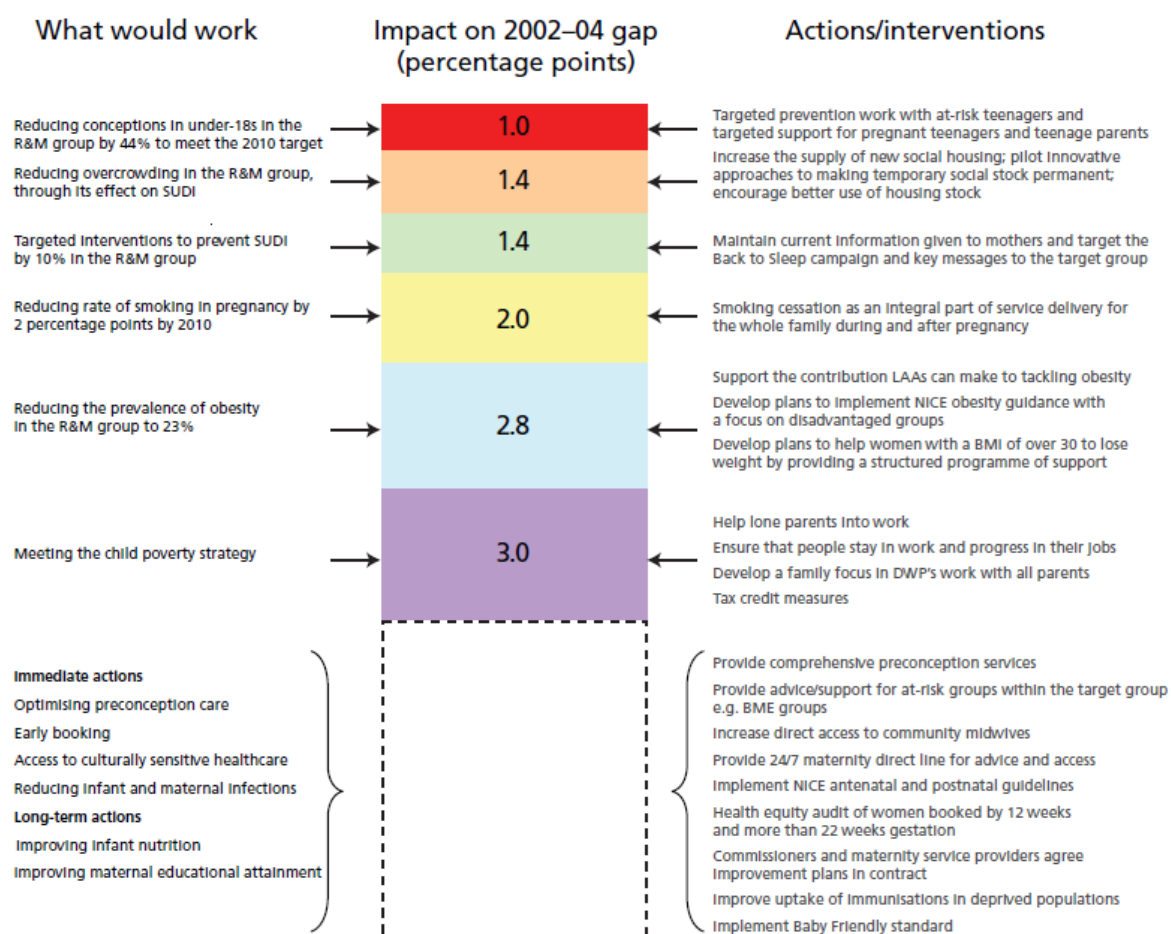 What would work
Impact on 2002–04 gap
(percentage points)
Actions/interventions
Reducing conceptions in under-18s in the
R&M group by 44% to meet the 2010 target
1.0
Targeted prevention work with at-risk teenagers and
targeted support for pregnant teenagers and teenage parents
Reducing overcrowding in the R&M group,
through its effect on SUDI
1.4
Increase the supply of new social housing; pilot innovative
approaches to making temporary social stock permanent;
encourage better use of housing stock
Targeted interventions to prevent SUDI
by 10% in the R&M group
1.4
Maintain current information given to mothers and target the
Back to Sleep campaign and key messages to the target group
Reducing rate of smoking in pregnancy by
2 percentage points by 2010
2.0
Smoking cessation as an integral part of service delivery for
the whole family during and after pregnancy
Reducing the prevalence of obesity
in the R&M group to 23%
2.8
Support the contribution LAAs can make to tackling obesity
Develop plans to implement NICE obesity guidance with
a focus on disadvantaged groups
Develop plans to help women with a BMI of over 30 to lose
weight by providing a structured programme of support
Meeting the child poverty strategy
3.0
Help lone parents into work
Ensure that people stay in work and progress in their jobs
Develop a family focus in DWP's work with all parents
Tax credit measures
Immediate actions
Optimising preconception care
Early booking
Access to culturally sensitive healthcare
Reducing infant and maternal infections
Long-term actions
Improving infant nutrition
Improving maternal educational attainment
Provide comprehensive preconception services
Provide advice/support for at-risk groups within the target group
e.g. BME groups
Increase direct access to community midwives
Provide 24/7 maternity direct line for advice and access
Implement NICE antenatal and postnatal guidelines
Health equity audit of women booked by 12 weeks
and more than 22 weeks gestation
Commissioners and maternity service providers agree
improvement plans in contract
Improve uptake of immunisations in deprived populations
Implement Baby Friendly standard